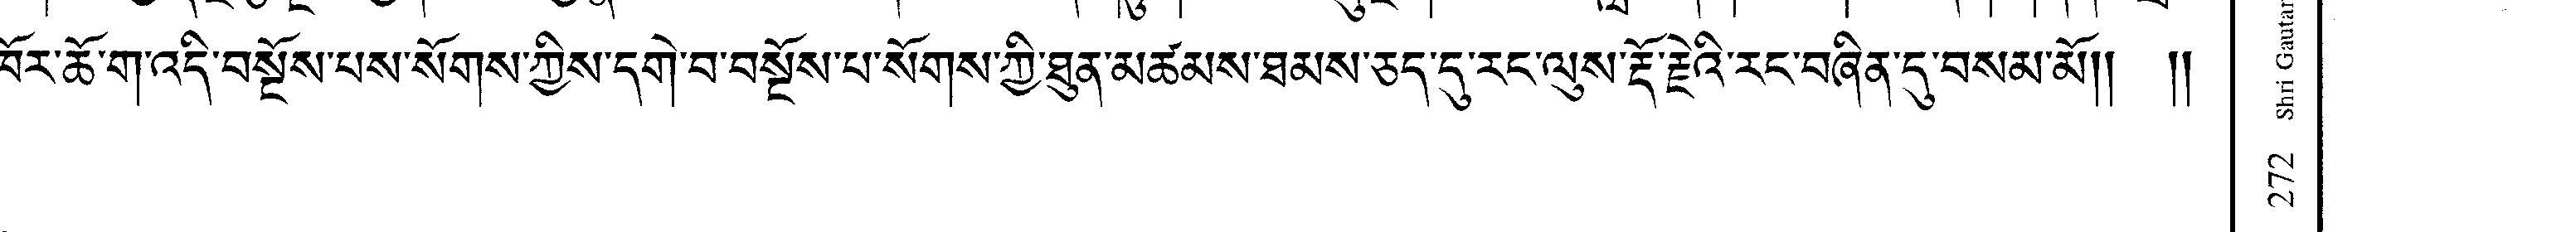 ཁོར་ཆོ་ག་འདི་བསྔོས་པས་སོགས་ཀྱིས་དགེ་བ་བསྔོས་པ་སོགས་ཀྱི་ཐུན་མཚམས་ཐམས་ཅད་དུ་རང་ལུས་རྡོ་རྗེའི་རང་བཞིན་དུ་བསམ་མོ།། །།
272 Shri Gautam